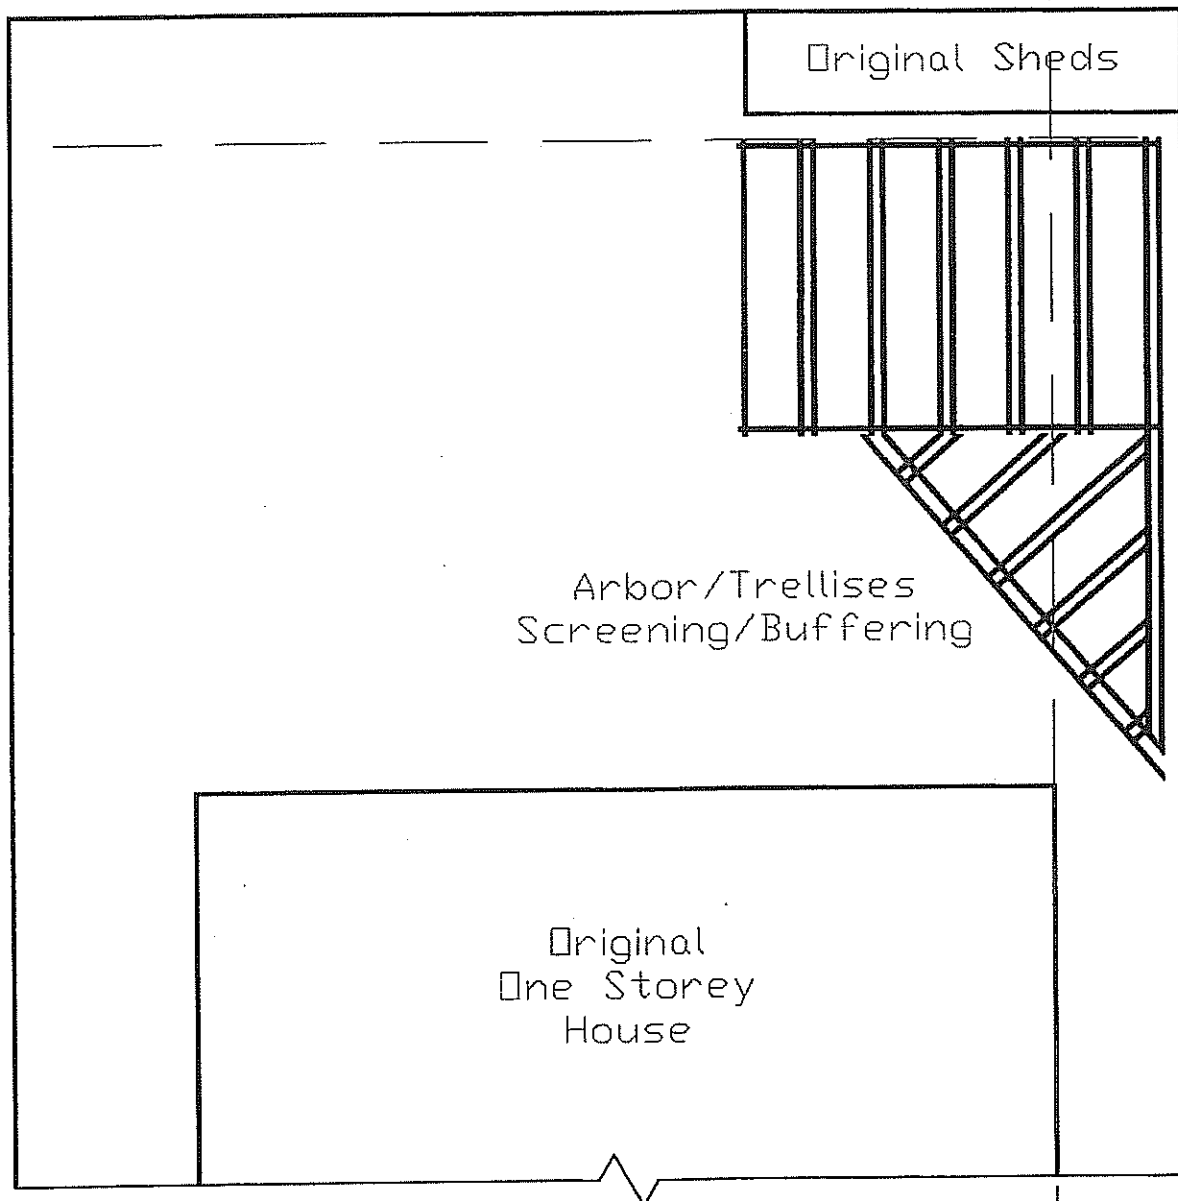 Original Sheds
Arbor/Trellises
Screening/Buffering
Original
One Storey
House